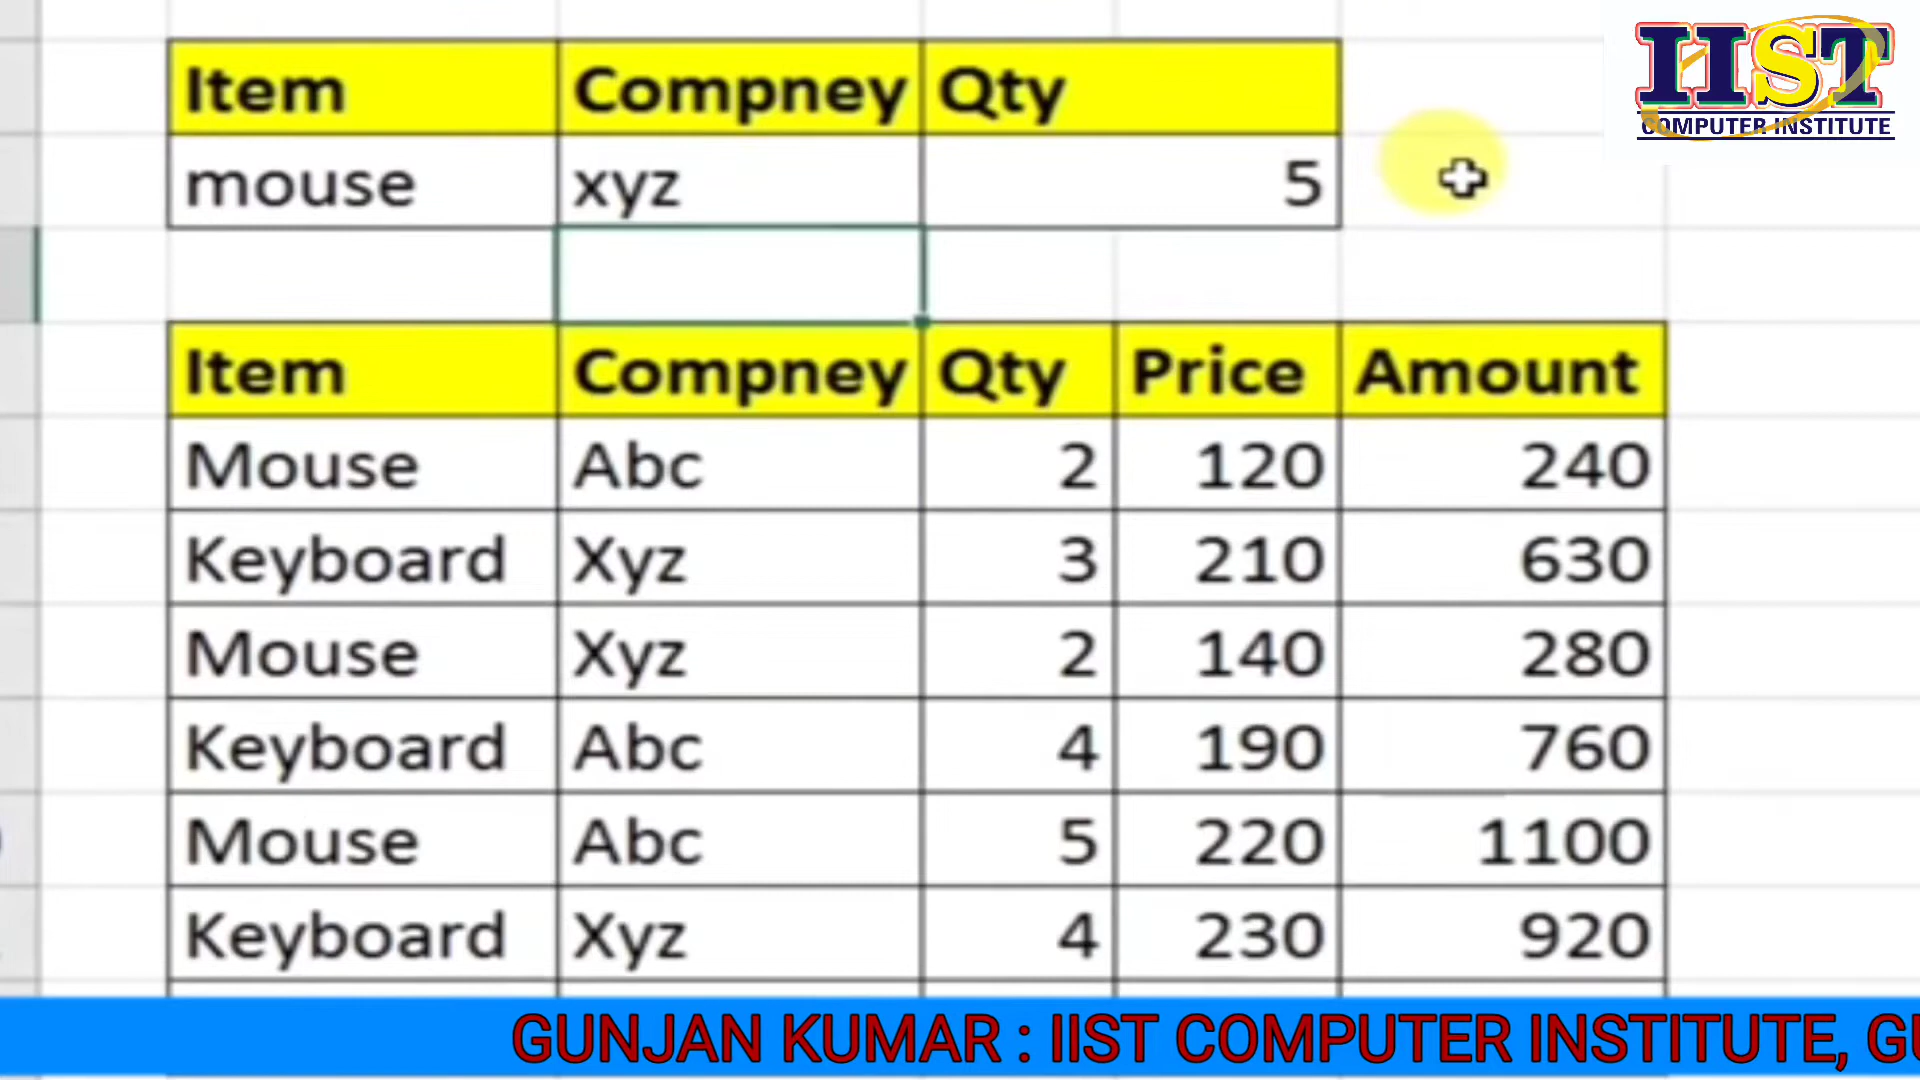 IIST
COMPUTER INSTITUTE
Item Compney Qty
mouse xyz 5
Item Compney Qty Price Amount
Mouse Abc 2 120 240
Keyboard Xyz 3 210 630
Mouse Xyz 2 140 280
Keyboard Abc 4 190 760
Mouse Abc 5 220 1100
Keyboard Xyz 4 230 920
GUNJAN KUMAR : IIST COMPUTER INSTITUTE,